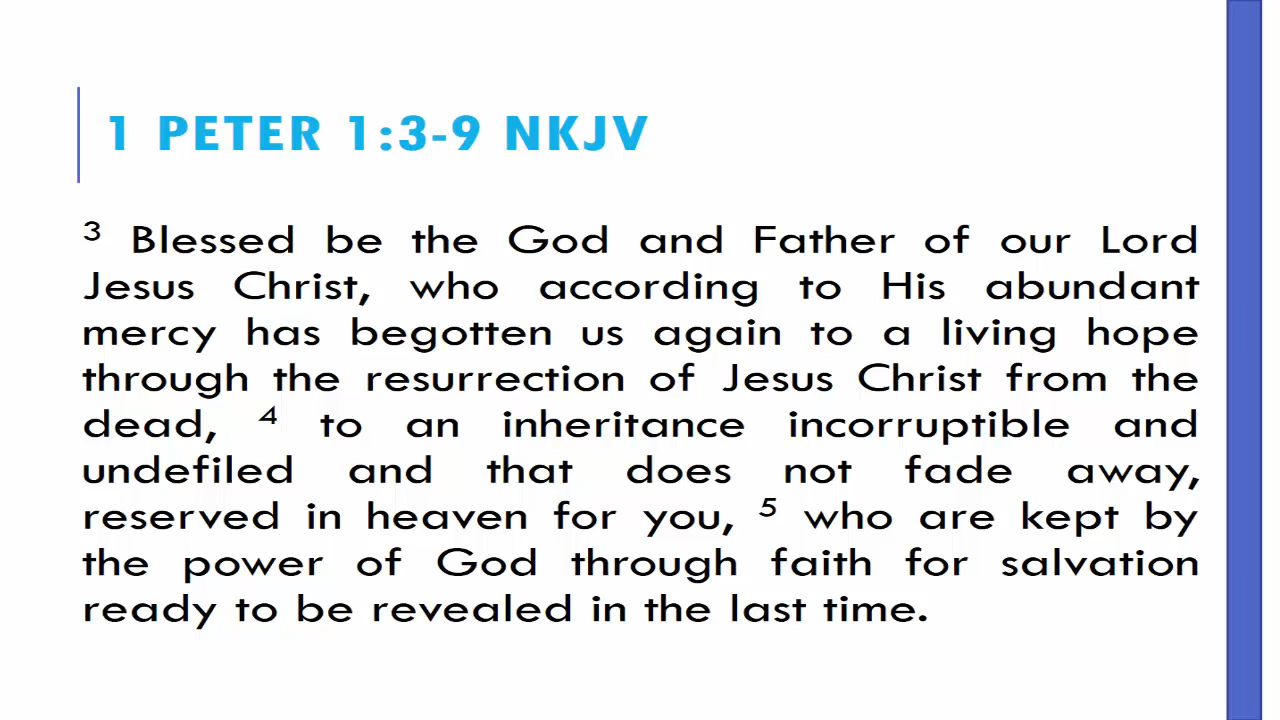 1 PETER 1:3-9 NKJV
3 Blessed be the God and Father of our Lord
Jesus Christ, who according to His abundant
mercy has begotten us again to a living hope
through the resurrection of Jesus Christ from the
dead, 4 to an inheritance incorruptible and
undefiled and that does not fade away,
reserved in heaven for you, 5 who are kept by
the power of God through faith for salvation
ready to be revealed in the last time.